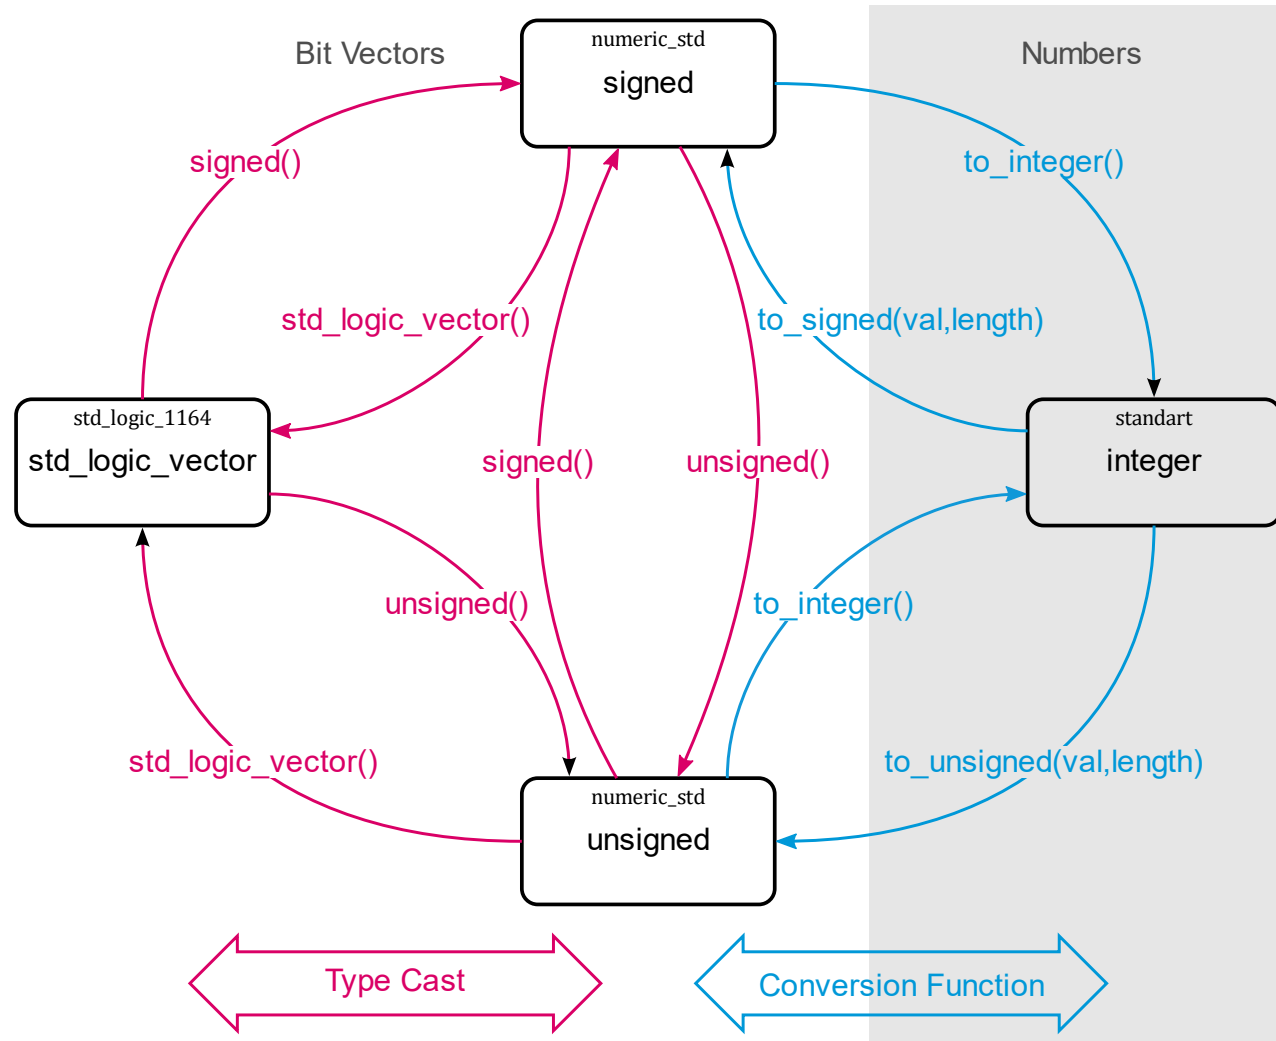 Bit Vectors
numeric_std
signed
Numbers
signed()
to_integer()
std_logic_vector()
to_signed(val,length)
std_logic_1164
std_logic_vector
signed()
unsigned()
standart
integer
unsigned()
to_integer()
std_logic_vector()
to_unsigned(val,length)
numeric_std
unsigned
Type Cast
Conversion Function